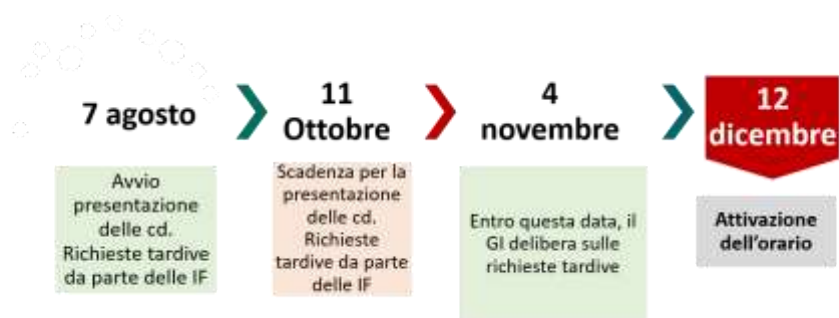 7 agosto
Avvio
presentazione
delle cd.
Richieste tardive
da parte delle IF
11
Ottobre
Scadenza per la
presentazione
delle cd.
Richieste
tardive da parte
delle IF
4
novembre
Entro questa data, il
GI delibera sulle
richieste tardive
12
dicembre
Attivazione
dell'orario